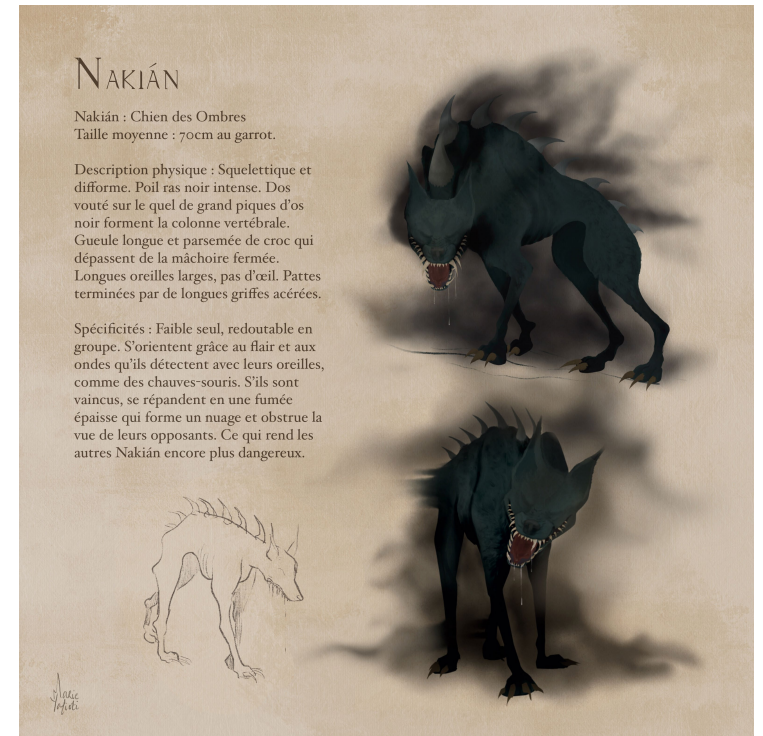 Nakián
Nakián : Chien des Ombres
Taille moyenne : 70cm au garrot.
Description physique : Squelettique et
difforme. Poil ras noir intense. Dos
vouté sur le quel de grand piques d'os
noir forment la colonne vertébrale.
Gueule longue et parsemée de croc qui
dépassent de la mâchoire fermée.
Longues oreilles larges, pas d'œil. Pattes
terminées par de longues griffes acérées.
Spécificités : Faible seul, redoutable en
groupe. S'orientent grâce au flair et aux
ondes qu'ils détectent avec leurs oreilles,
comme des chauves-souris. S'ils sont
vaincus, se répandent en une fumée
épaisse qui forme un nuage et obstrue la
vue de leurs opposants. Ce qui rend les
autres Nakián encore plus dangereux.